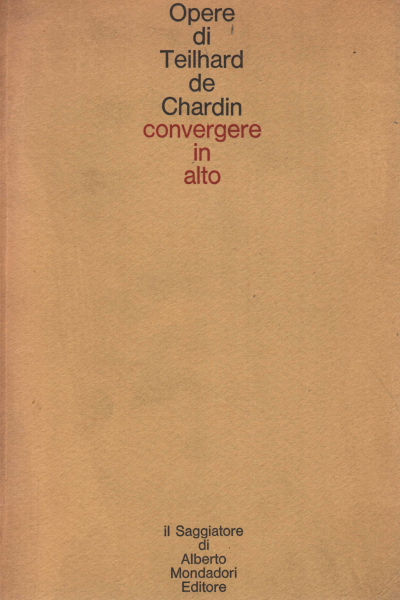 Opere
di
Teilhard
de
Chardin
convergere
in
alto
il Saggiatore
di
Alberto
Mondadori
Editore